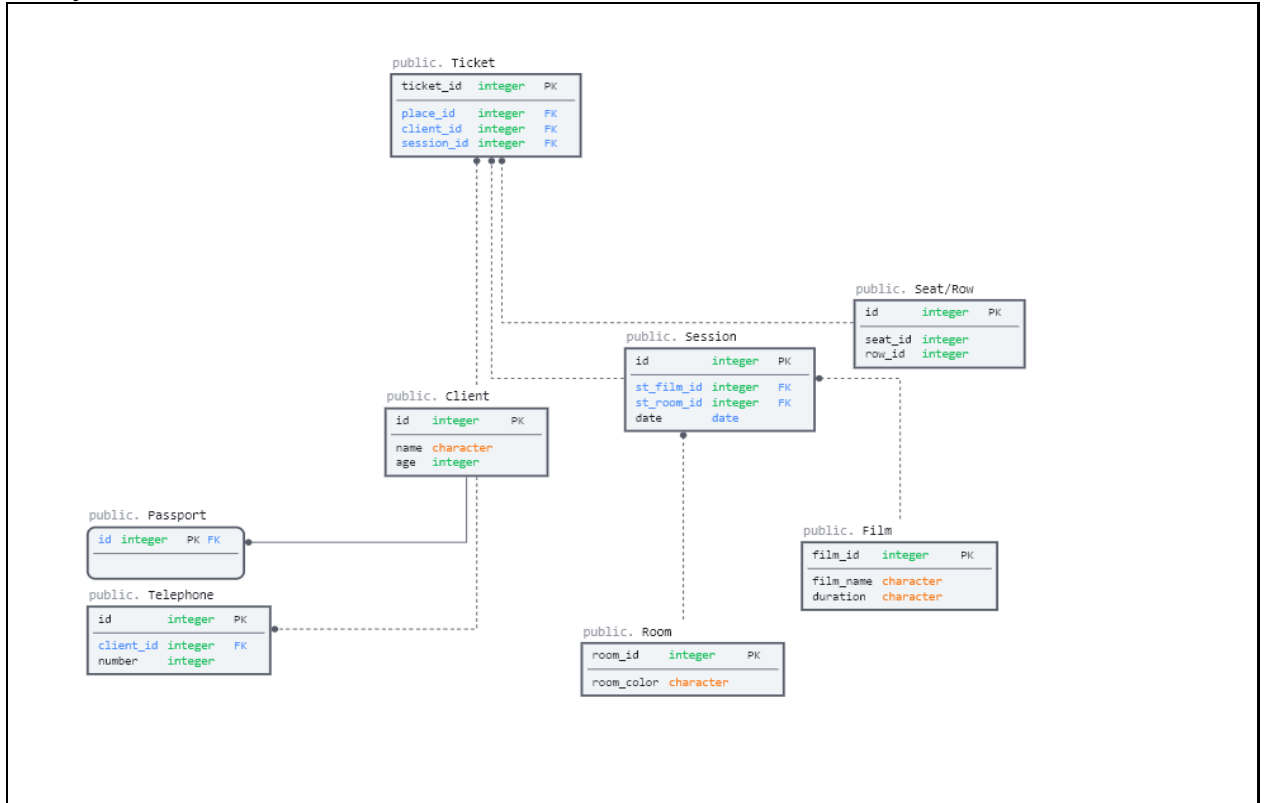 public. Ticket
ticket_id integer PK
place_id integer FK
client_id integer FK
session_id integer FK
public. Seat/Row
id integer PK
seat_id integer
row_id integer
public. Session
id integer PK
st_film_id integer FK
st_room_id integer FK
date date
public. Client
id integer PK
name character
age integer
public. Passport
id integer PK FK
public. Film
film_id integer PK
film_name character
duration character
public. Telephone
id integer PK
client_id integer FK
number integer
public. Room
room_id integer PK
room_color character